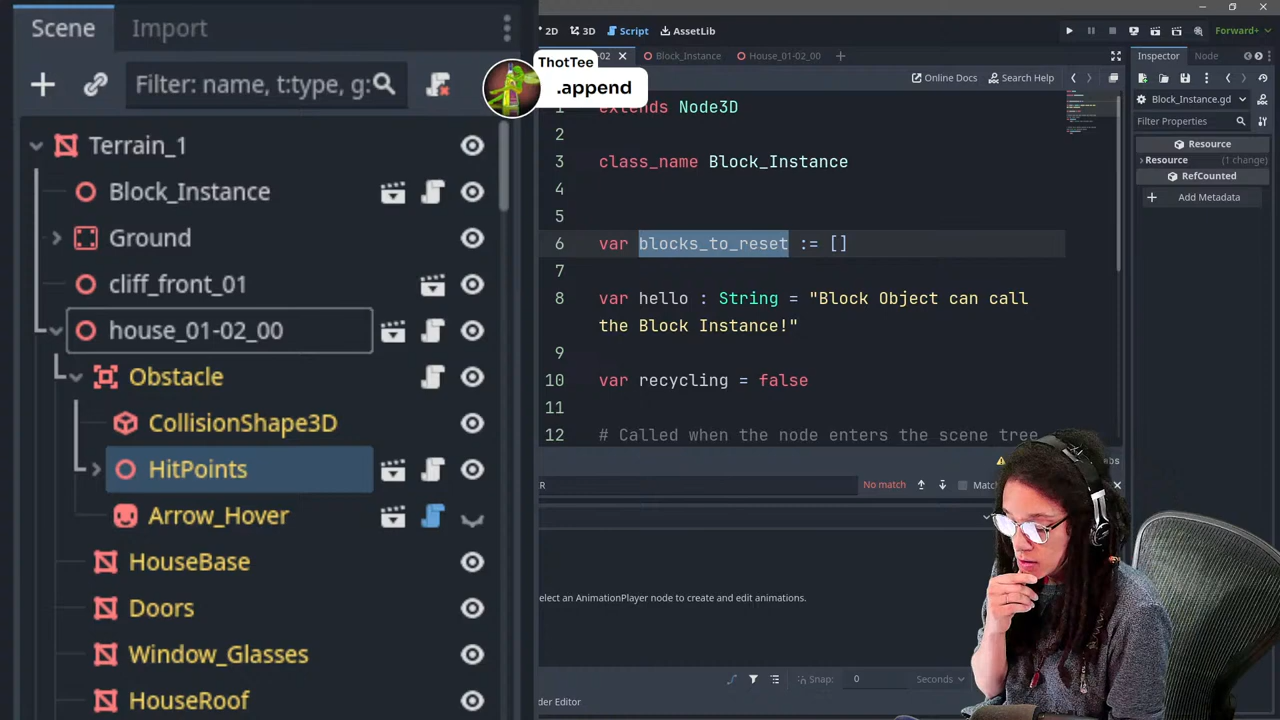 Scene
Import
Filter: name, t:type, g:
Terrain_1
Block_Instance
Ground
cliff_front_01
house_01-02_00
Obstacle
CollisionShape3D
HitPoints
Arrow_Hover
HouseBase
Doors
Window_Glasses
HouseRoof
2D
3D
Script
AssetLib
Forward+
Block_Instance
House_01-02_00
ThotTee
.append
Online Docs
Search Help
1 extends Node3D
2
3 class_name Block_Instance
4
5
6 var blocks_to_reset := []
7
8 var hello : String = "Block Object can call
the Block Instance!"
9
10 var recycling = false
11
12 # Called when the node enters the scene tree
R
No match
elect an AnimationPlayer node to create and edit animations.
Snap:
0
Seconds
der Editor
Inspector
Node
Block_Instance.gd
Filter Properties
Resource
Resource (1 change)
RefCounted
Add Metadata